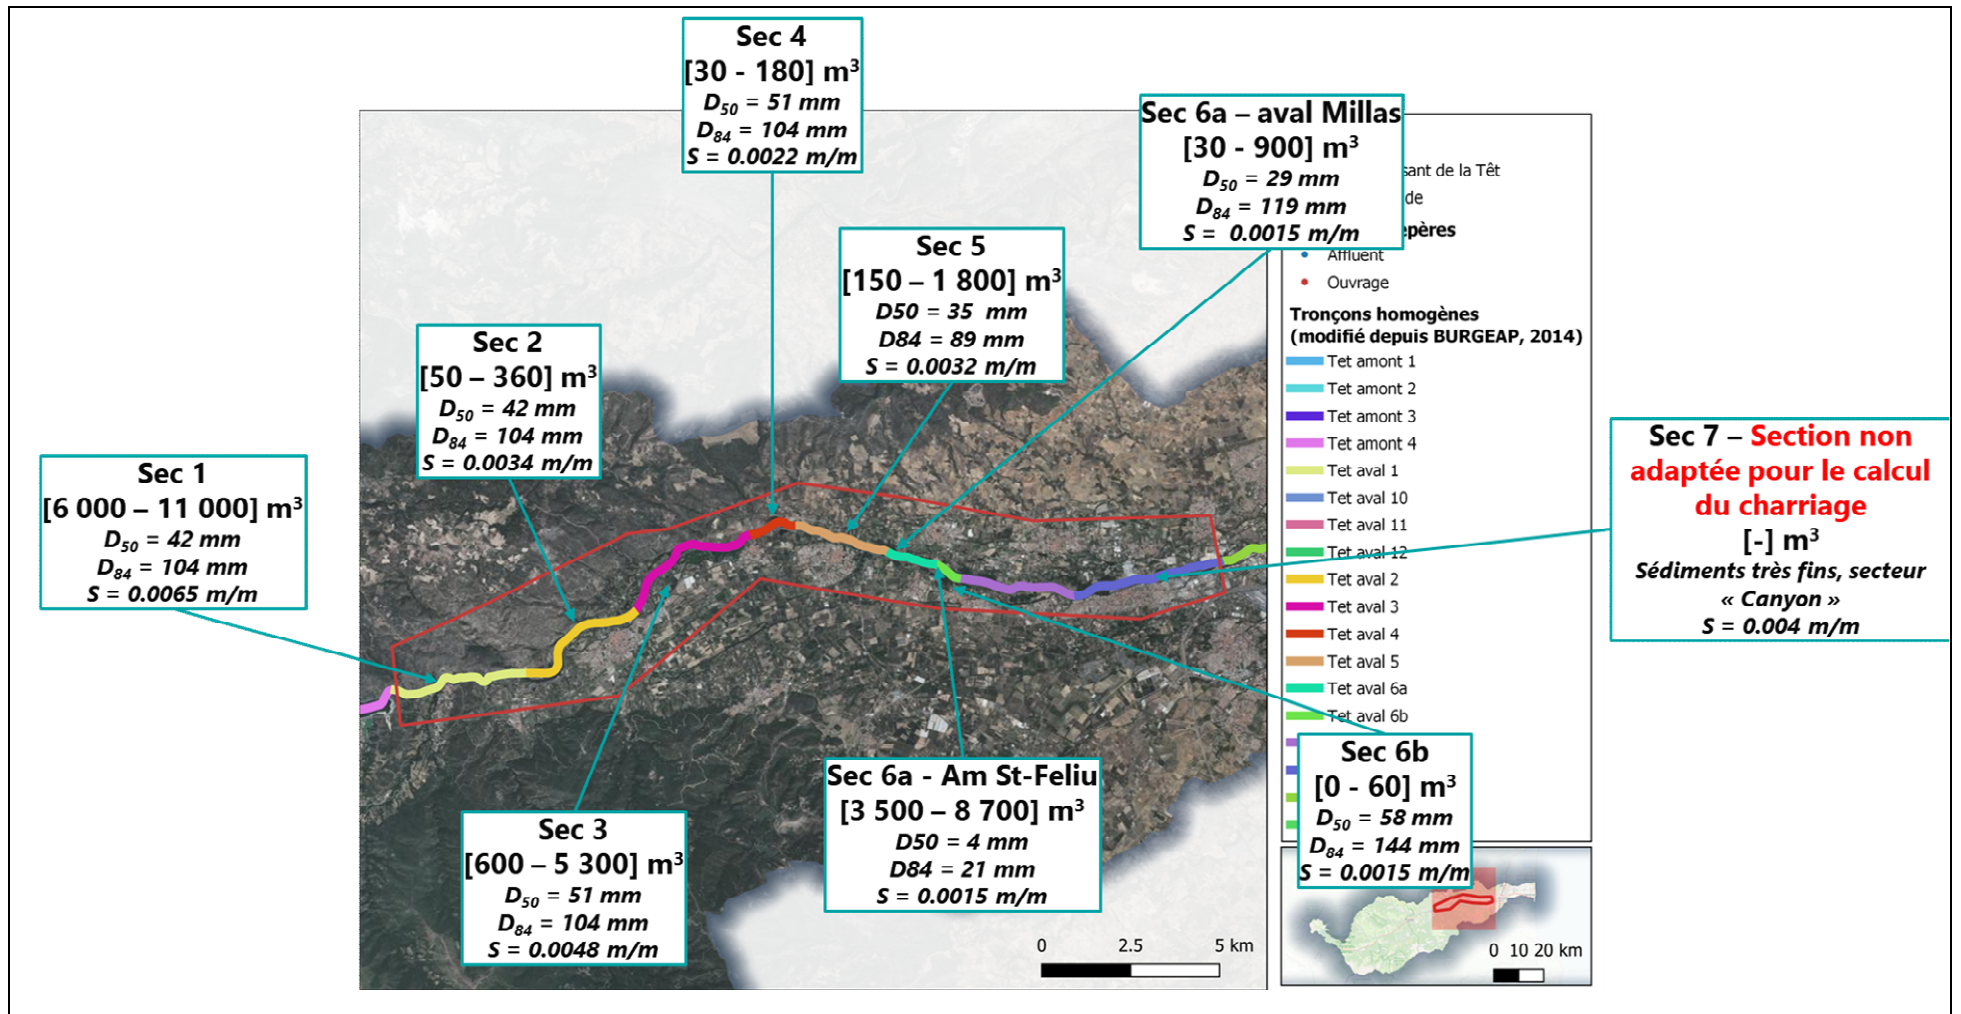 Sec 4
[30 - 180] m³
D50 = 51 mm
D84 = 104 mm
S = 0.0022 m/m
Sec 6a – aval Millas
[30 - 900] m³
D50 = 29 mm
D84 = 119 mm
S = 0.0015 m/m
Sec 5
[150 – 1 800] m³
D50 = 35 mm
D84 = 89 mm
S = 0.0032 m/m
Sec 2
[50 – 360] m³
D50 = 42 mm
D84 = 104 mm
S = 0.0034 m/m
Sec 1
[6 000 – 11 000] m³
D50 = 42 mm
D84 = 104 mm
S = 0.0065 m/m
Sec 3
[600 – 5 300] m³
D50 = 51 mm
D84 = 104 mm
S = 0.0048 m/m
Sec 6a - Am St-Feliu
[3 500 – 8 700] m³
D50 = 4 mm
D84 = 21 mm
S = 0.0015 m/m
Sec 6b
[0 - 60] m³
D50 = 58 mm
D84 = 144 mm
S = 0.0015 m/m
Sec 7 – Section non
adaptée pour le calcul
du charriage
[-] m³
Sédiments très fins, secteur
« Canyon »
S = 0.004 m/m
sant de la Têt
de
epères
Affluent
Ouvrage
Tronçons homogènes
(modifié depuis BURGEAP, 2014)
Tet amont 1
Tet amont 2
Tet amont 3
Tet amont 4
Tet aval 1
Tet aval 10
Tet aval 11
Tet aval 12
Tet aval 2
Tet aval 3
Tet aval 4
Tet aval 5
Tet aval 6a
Tet aval 6b
0 2.5 5 km
0 10 20 km